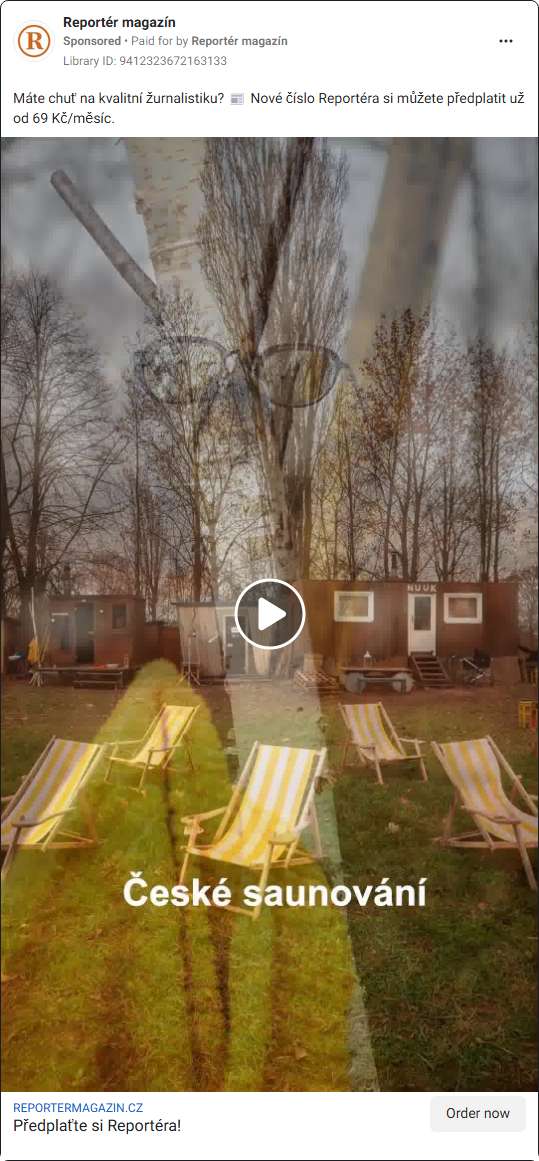 Reportér magazín
Sponsored • Paid for by Reportér magazín
Library ID: 9412323672163133
Máte chuť na kvalitní žurnalistiku? 📰 Nové číslo Reportéra si můžete předplatit už
od 69 Kč/měsíc.
NUUK
České saunování
REPORTERMAGAZIN.CZ
Předplaťte si Reportéra!
Order now